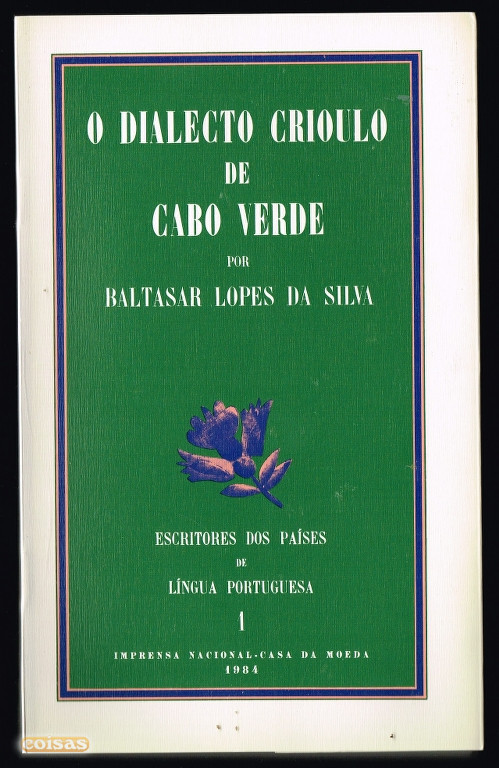 O DIALECTO CRIOULO
DE
CABO VERDE
POR
BALTASAR LOPES DA SILVA
ESCRITORES DOS PAÍSES
DE
LÍNGUA PORTUGUESA
1
IMPRENSA NACIONAL-CASA DA MOEDA
1984
coisas